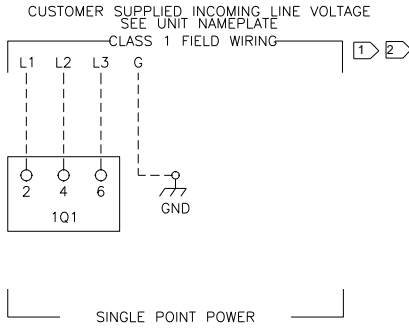 CUSTOMER SUPPLIED INCOMING LINE VOLTAGE
SEE UNIT NAMEPLATE
CLASS 1 FIELD WIRING
1 2
L1 L2 L3 G
2 4 6
1Q1
GND
SINGLE POINT POWER